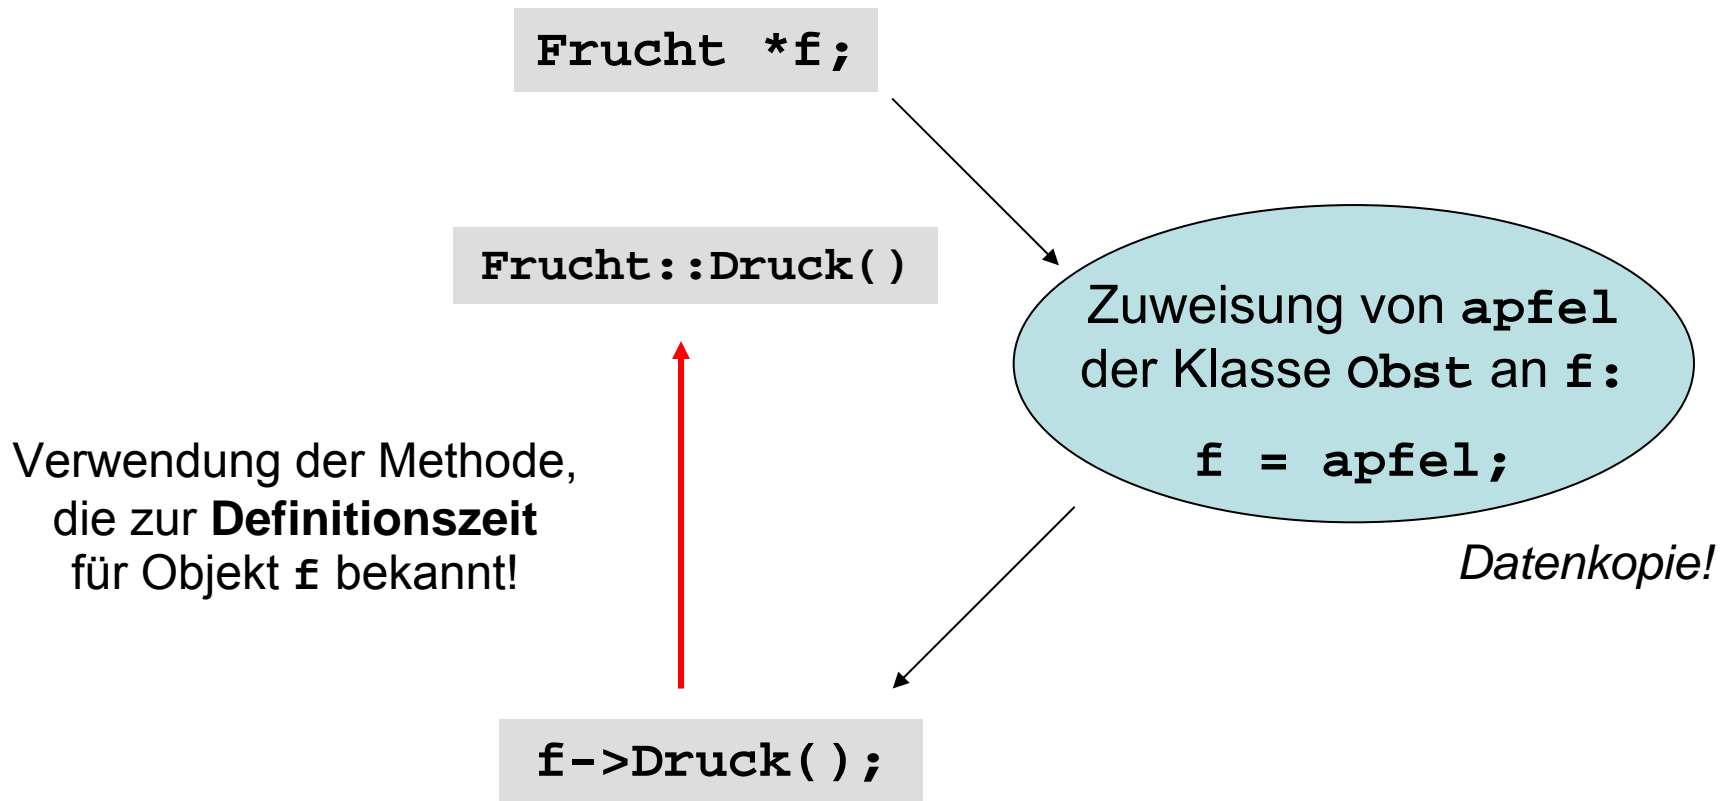 Frucht *f;
Frucht::Druck()
Zuweisung von apfel
der Klasse Obst an f:
f = apfel;
Verwendung der Methode,
die zur Definitionszeit
für Objekt f bekannt!
Datenkopie!
f->Druck();